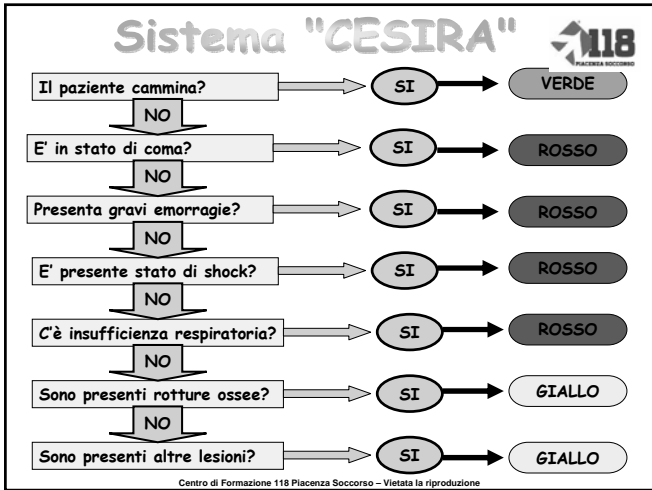 Sistema "CESIRA"
118
PIACENZA SOCCORSO
Il paziente cammina? SI VERDE
NO
E' in stato di coma? SI ROSSO
NO
Presenta gravi emorragie? SI ROSSO
NO
E' presente stato di shock? SI ROSSO
NO
C'è insufficienza respiratoria? SI ROSSO
NO
Sono presenti rotture ossee? SI GIALLO
NO
Sono presenti altre lesioni? SI GIALLO
Centro di Formazione 118 Piacenza Soccorso – Vietata la riproduzione